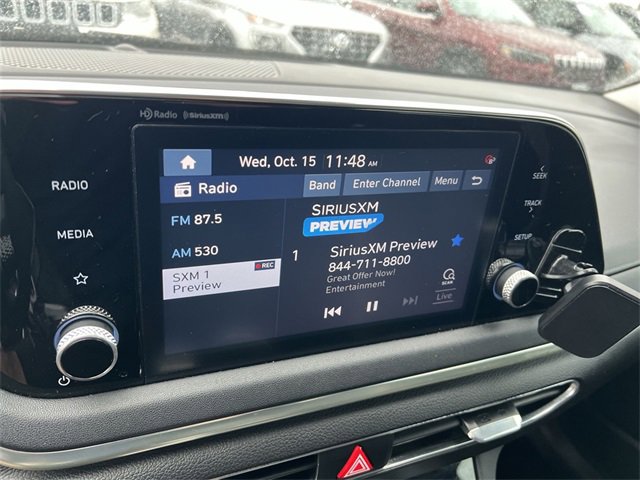 HD Radio ((SiriusXM))
Wed, Oct. 15 11:48 AM
RADIO
MEDIA
Radio
Band
Enter Channel
Menu
FM 87.5
AM 530
SXM 1 REC
Preview
SIRIUSXM
PREVIEW
1
SiriusXM Preview
844-711-8800
Great Offer Now!
Entertainment
SCAN
Live
SEEK
TRACK
SETUP